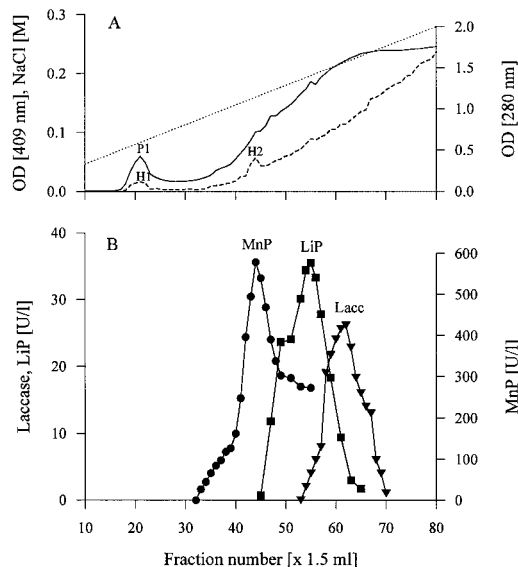 A
0.3
0.2
0.1
0.0
OD [409 nm], NaCl [M]
2.0
1.5
1.0
0.5
0.0
OD [280 nm]
P1
H1
H2
B
40
30
20
10
0
Laccase, LiP [U/l]
MnP
LiP
Lacc
600
500
400
300
200
100
0
MnP [U/l]
10 20 30 40 50 60 70 80
Fraction number [x 1.5 ml]